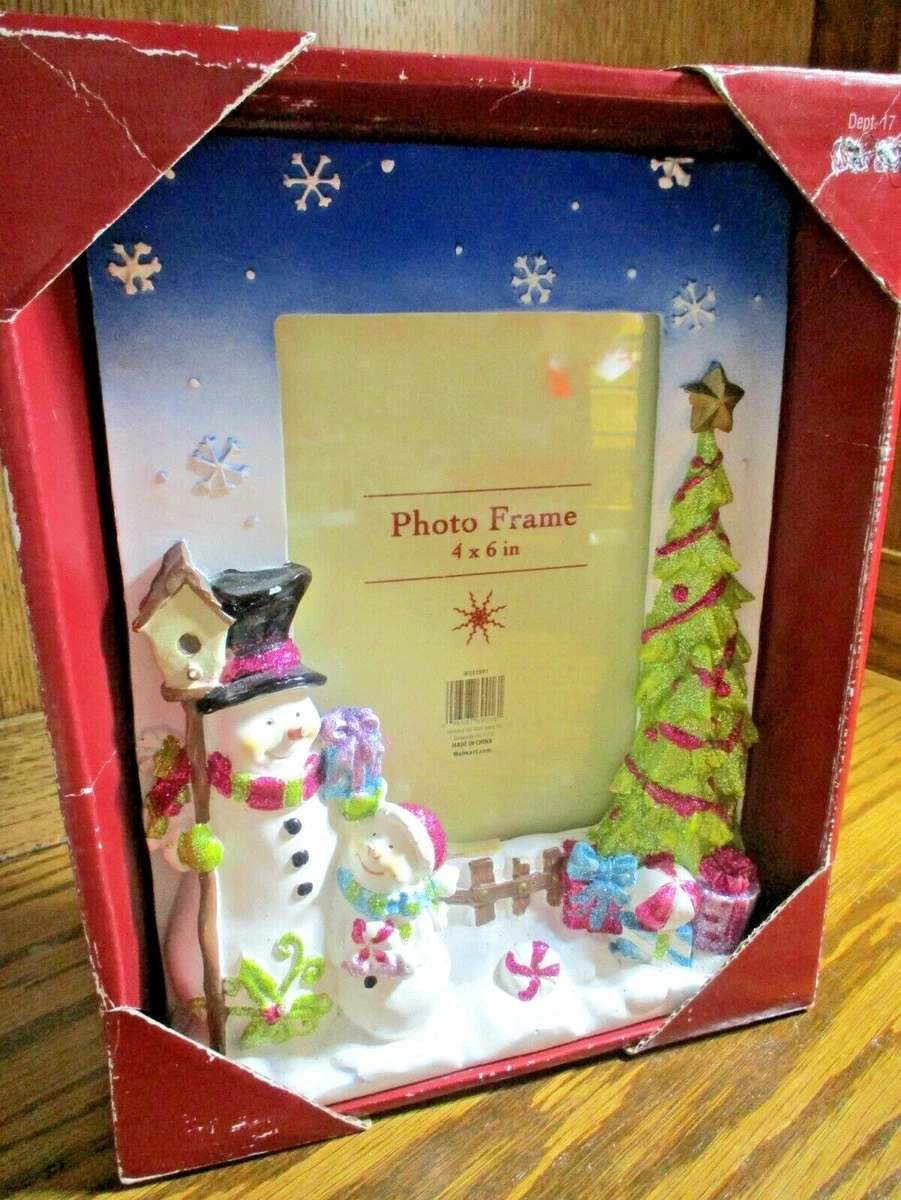 Dept. 17
Photo Frame
4 x 6 in
MADE IN CHINA
Walmart.com